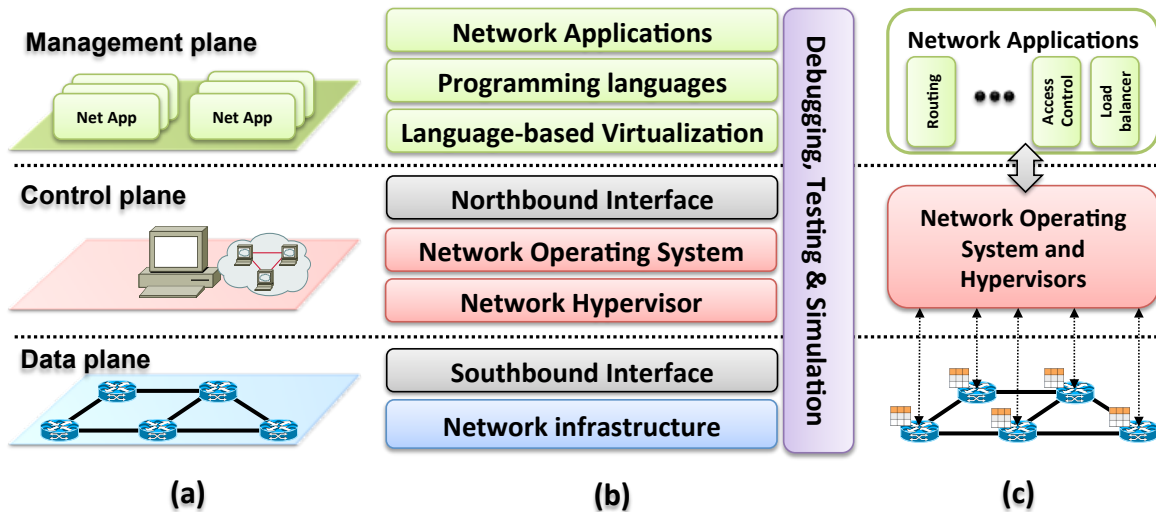 Management plane
Net App
Net App
Control plane
Data plane
(a)
Network Applications
Programming languages
Language-based Virtualization
Northbound Interface
Network Operating System
Network Hypervisor
Southbound Interface
Network infrastructure
Debugging, Testing & Simulation
(b)
Network Applications
Routing
Access
Control
Load
balancer
Network Operating
System and
Hypervisors
(c)